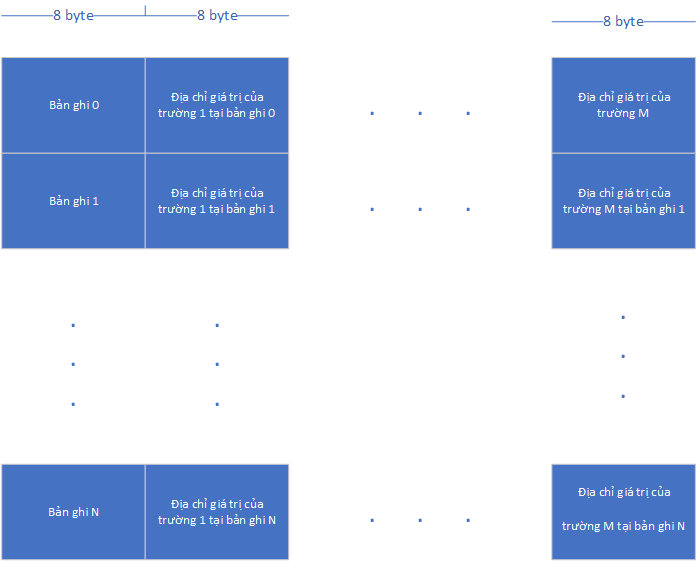 8 byte
8 byte
8 byte
Bản ghi 0
Địa chỉ giá trị của
trường 1 tại bản ghi 0
Địa chỉ giá trị của
trường M
Bản ghi 1
Địa chỉ giá trị của
trường 1 tại bản ghi 1
Địa chỉ giá trị của
trường M tại bản ghi 1
Bản ghi N
Địa chỉ giá trị của
trường 1 tại bản ghi N
Địa chỉ giá trị của
trường M tại bản ghi N